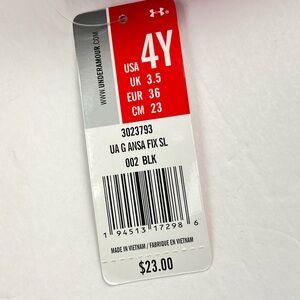 WWW.UNDERARMOUR.COM
USA 4Y
UK 3.5
EUR 36
CM 23
3023793
UA G ANSA FIX SL
002 BLK
1 94513 17298 6
MADE IN VIETNAM / FABRIQUÉ EN VIETNAM
$23.00